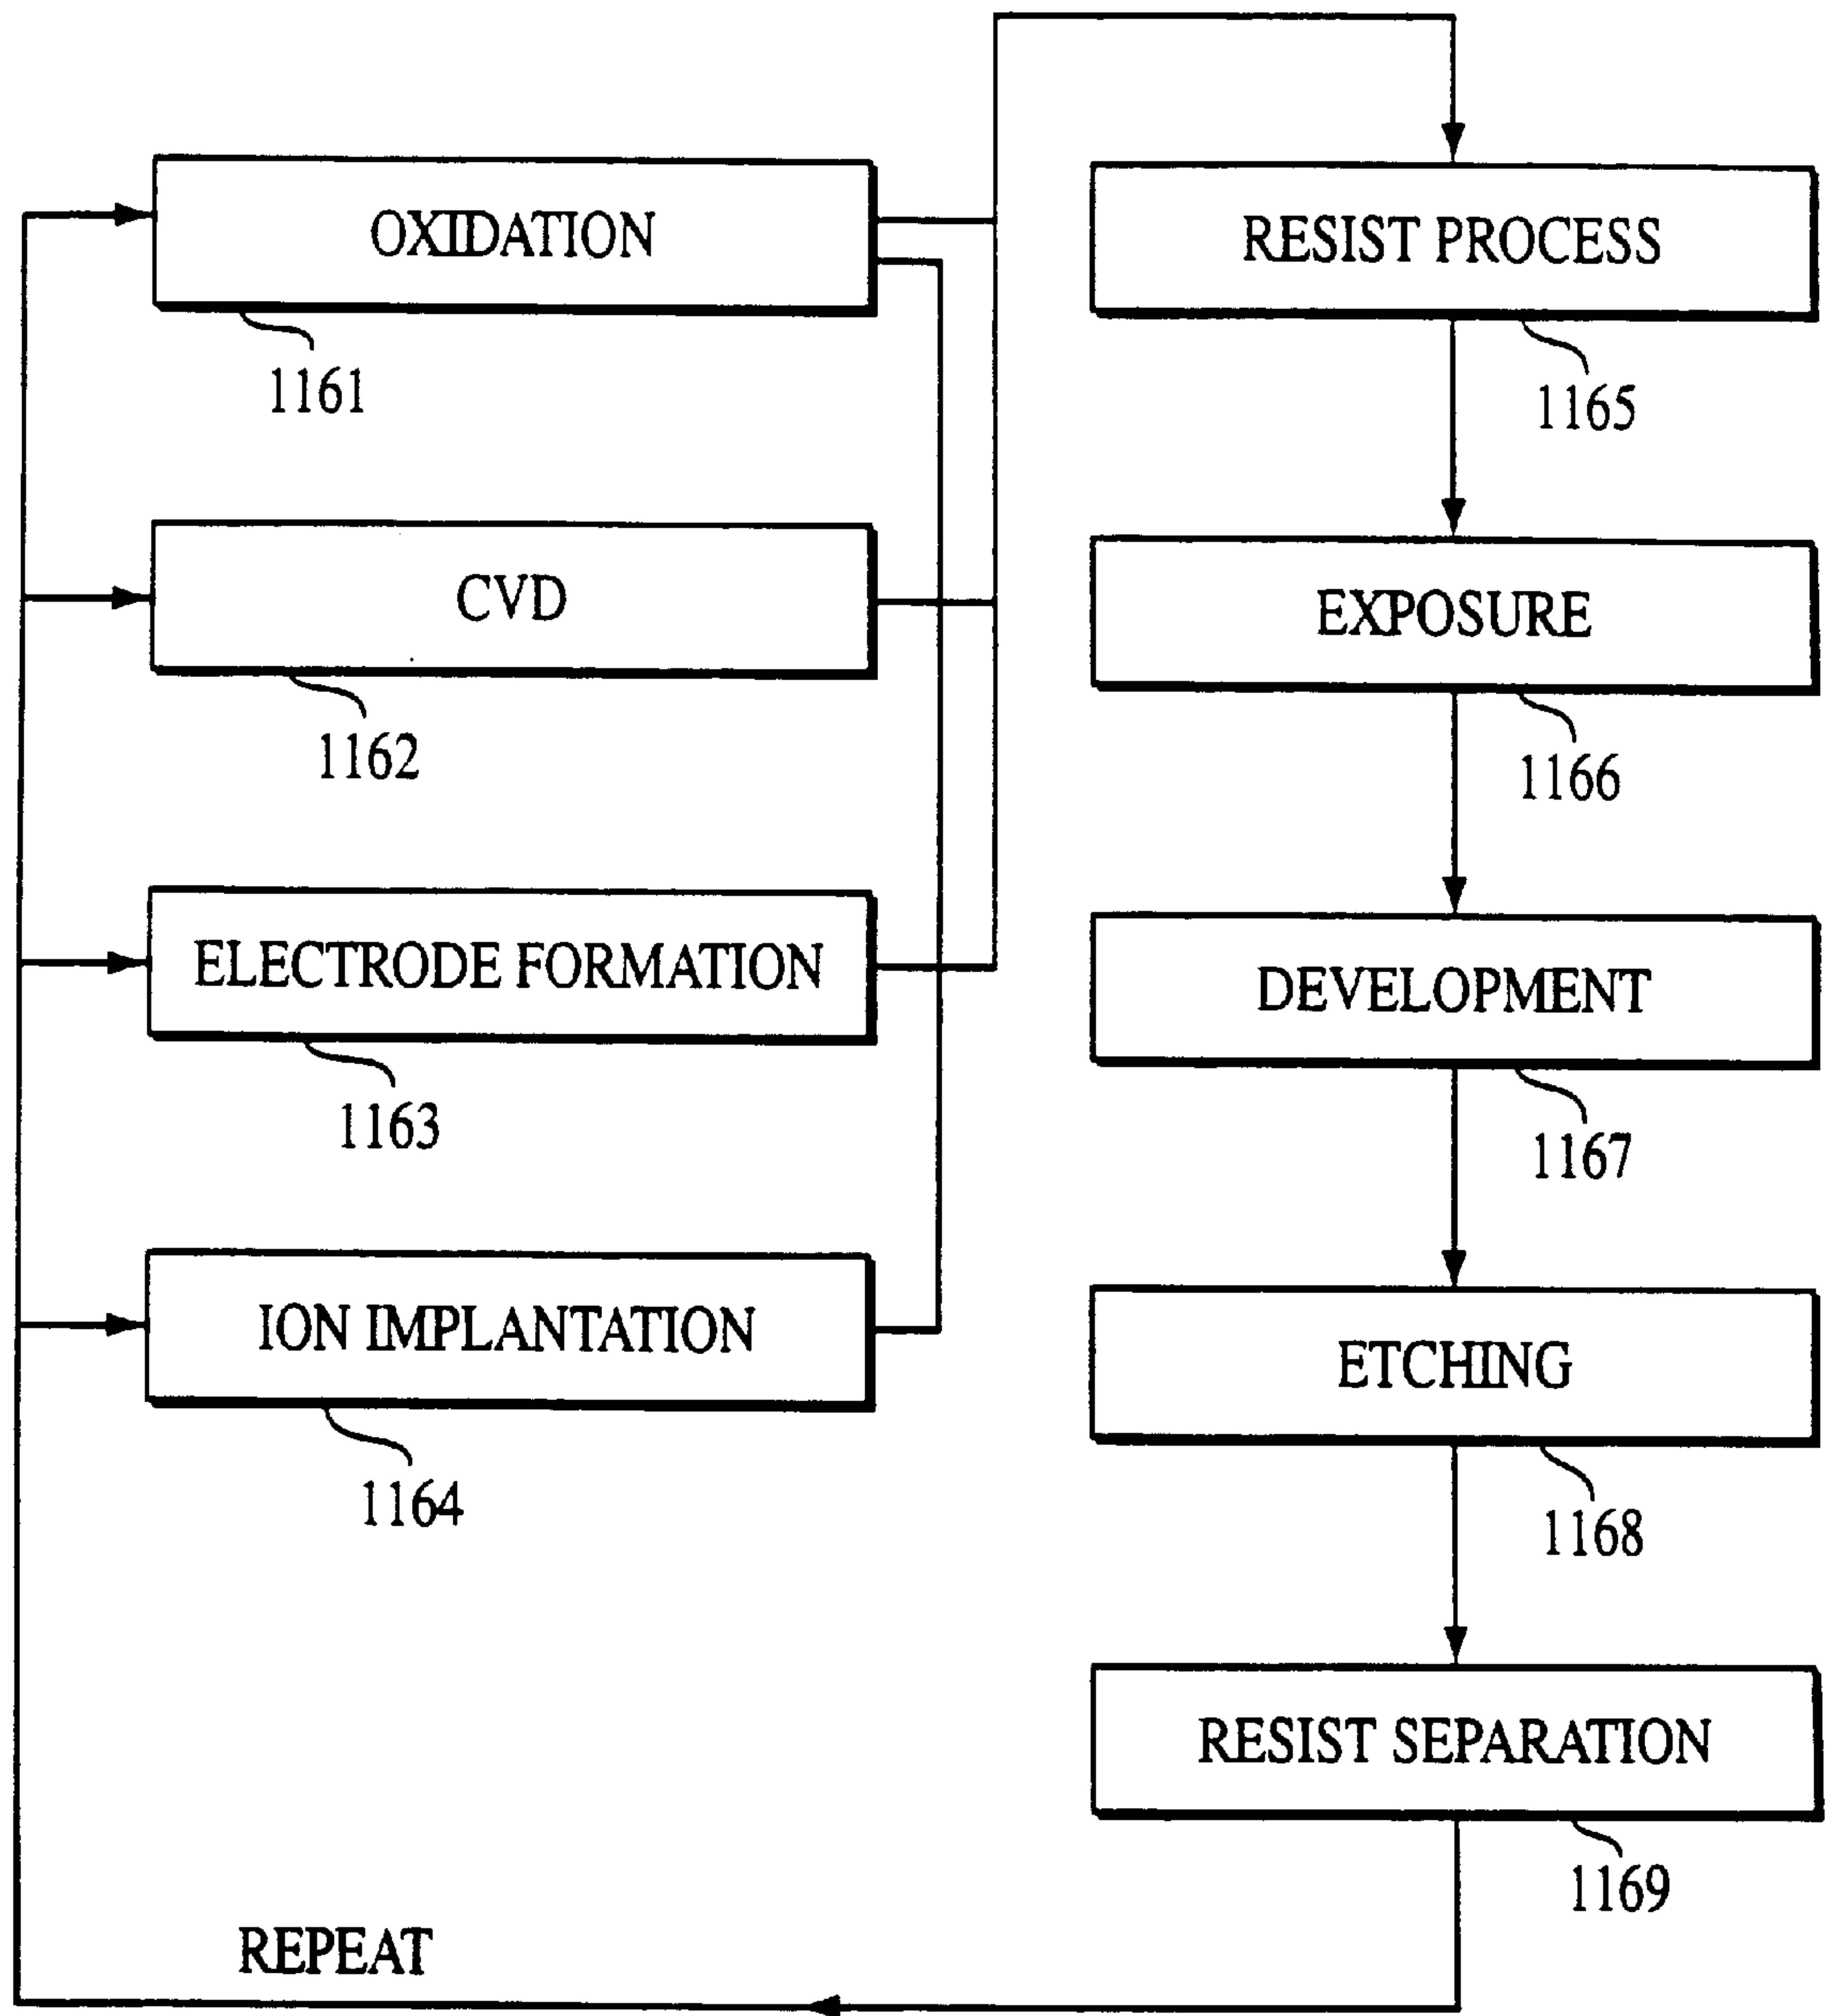 OXIDATION
1161
CVD
1162
ELECTRODE FORMATION
1163
ION IMPLANTATION
1164
RESIST PROCESS
1165
EXPOSURE
1166
DEVELOPMENT
1167
ETCHING
1168
RESIST SEPARATION
1169
REPEAT